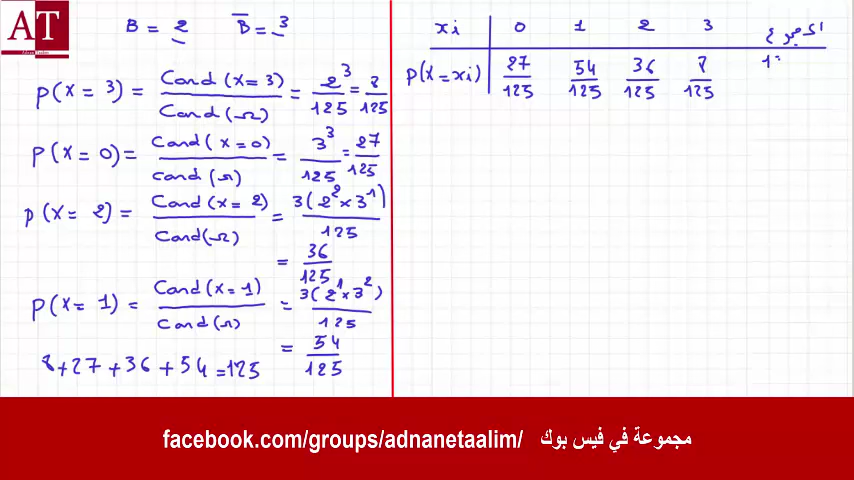 AT
B = 2 B̅ = 3
p(X = 3) = Card(X=3) / Card(Ω) = 2³/125 = 8/125
p(X = 0) = Card(X=0) / Card(Ω) = 3³/125 = 27/125
p(X = 2) = Card(X=2) / Card(Ω) = 3(2²×3¹)/125
= 36/125
p(X = 1) = Card(X=1) / Card(Ω) = 3(2¹×3²)/125
= 54/125
8+27+36+54=125
xi 0 1 2 3 المجموع
p(X=xi) 27/125 54/125 36/125 8/125 1
facebook.com/groups/adnanetaalim/ مجموعة في فيس بوك